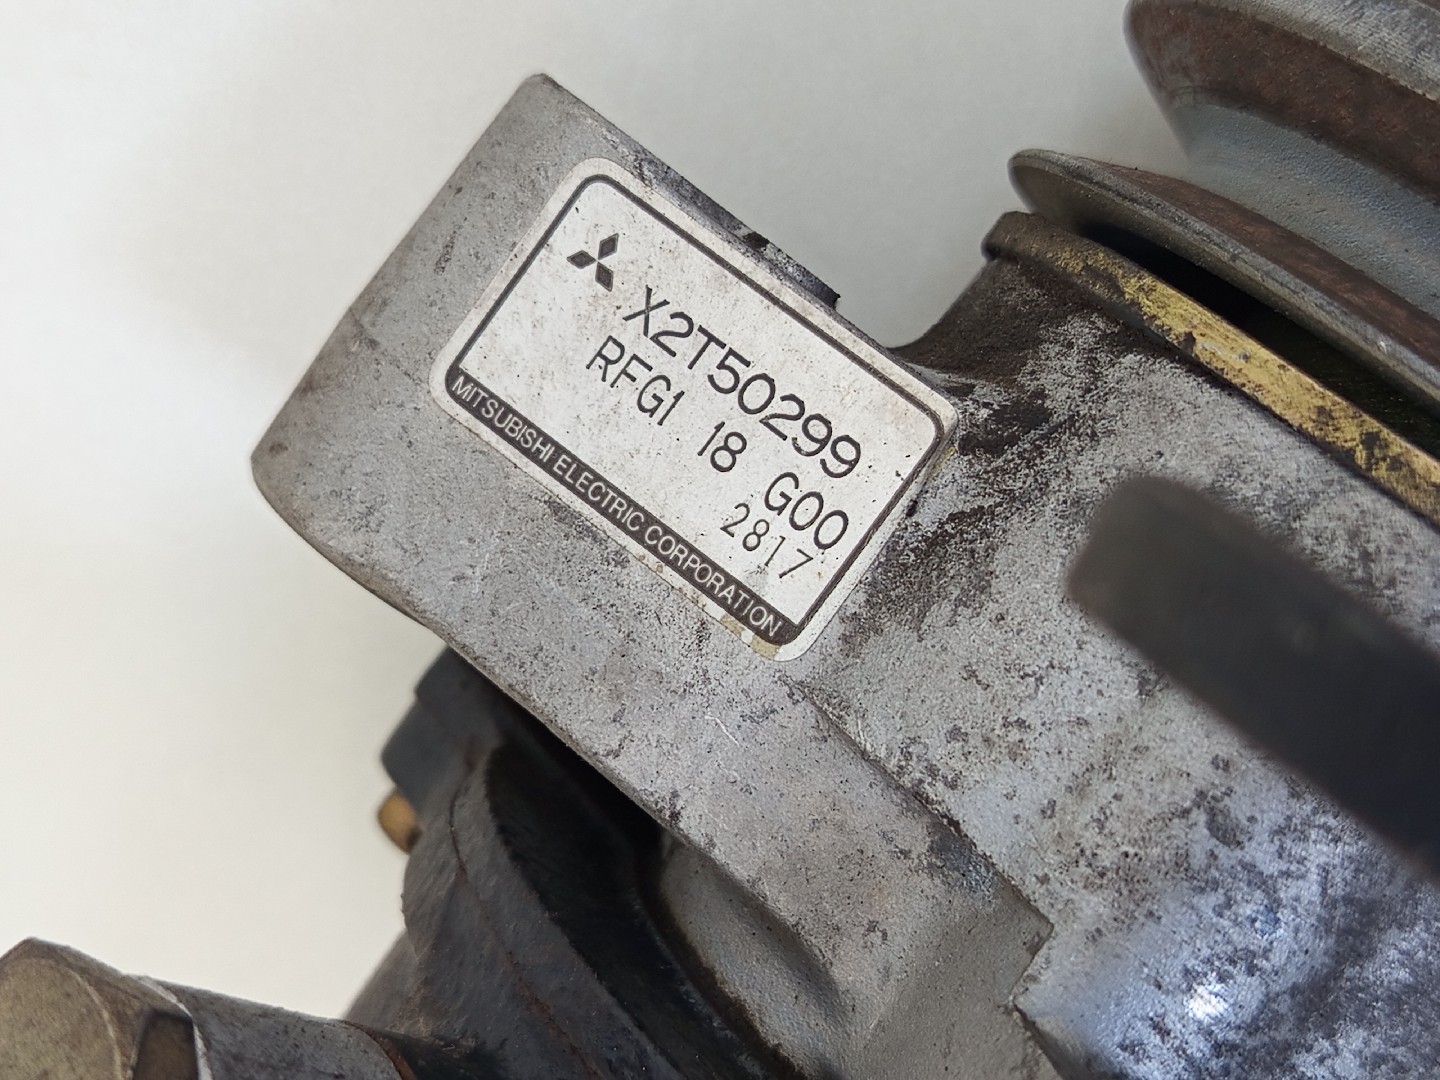 X2T50299
RFG1 18 G00
2817
MITSUBISHI ELECTRIC CORPORATION